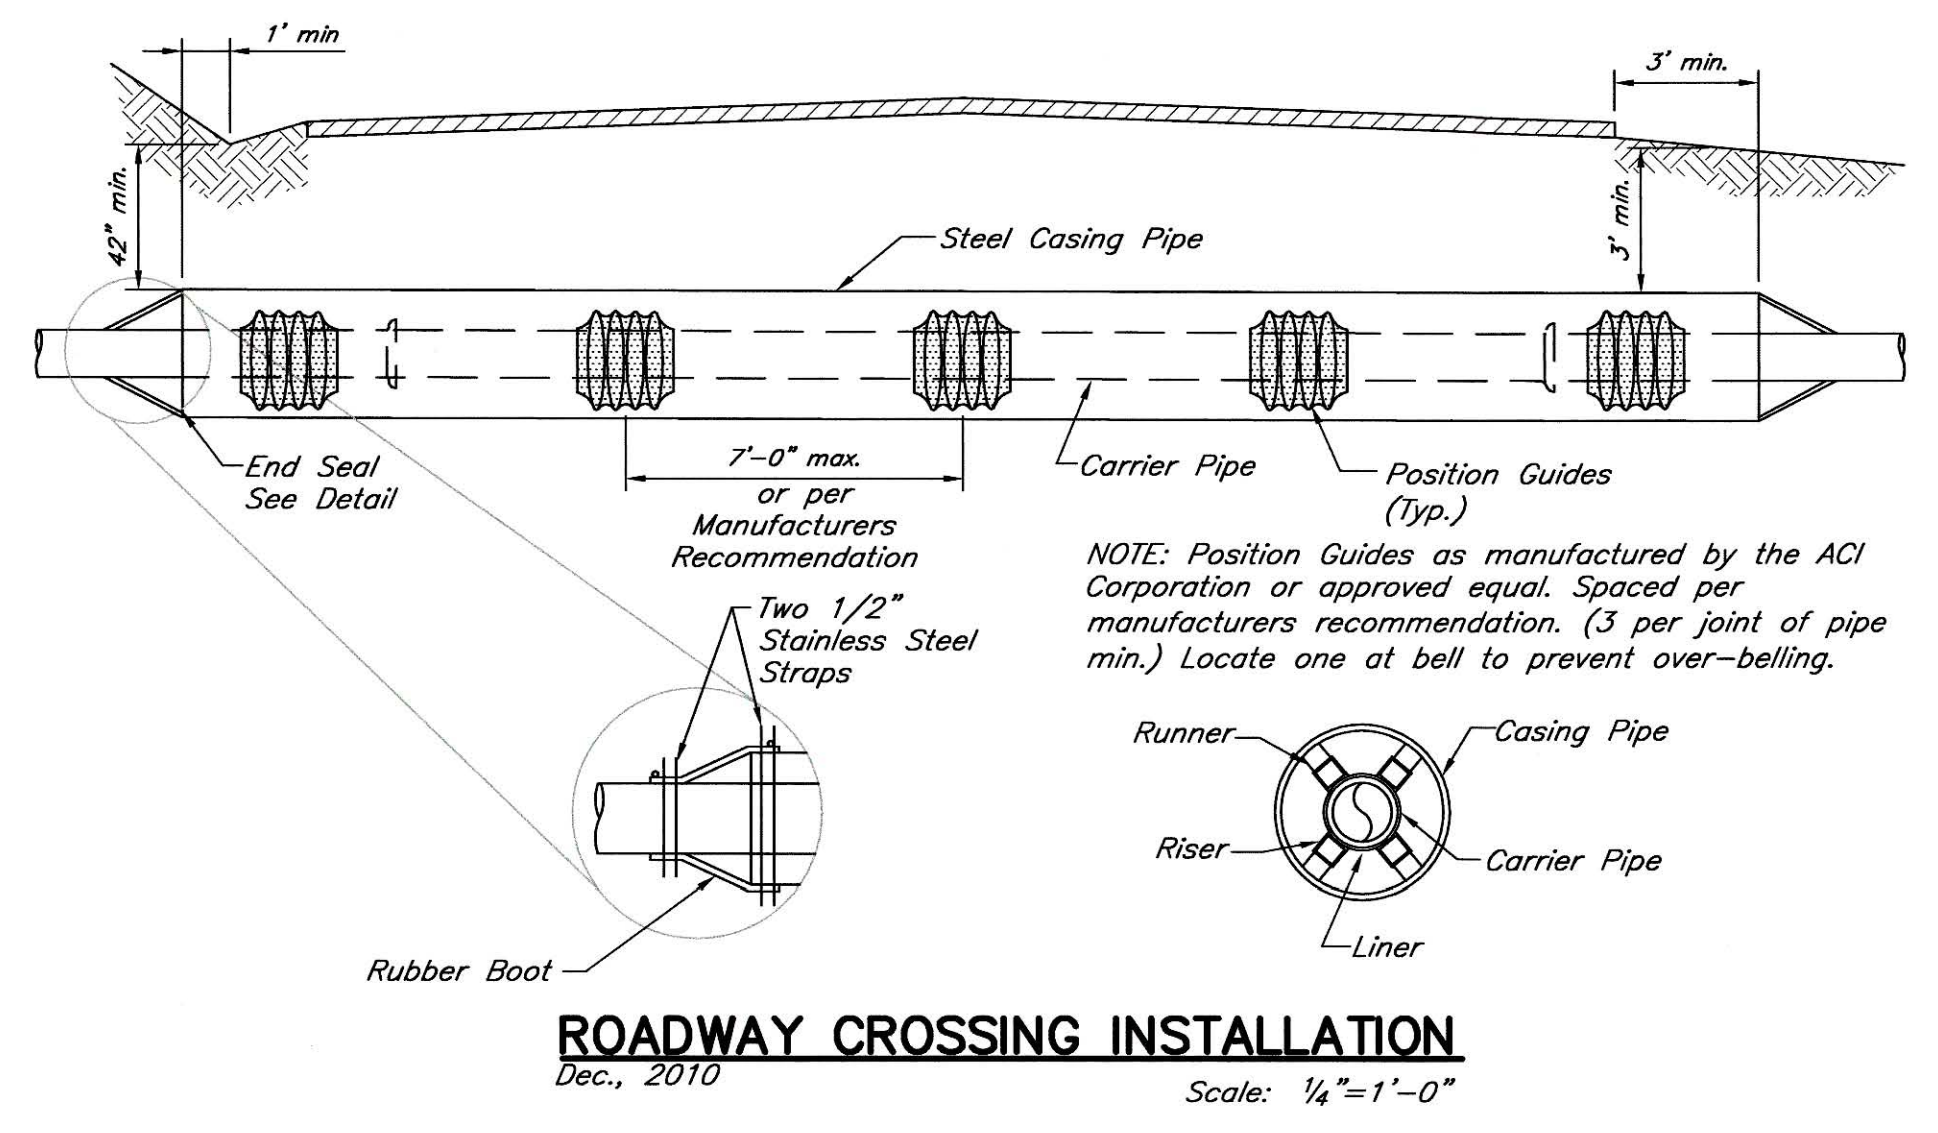 1' min
3' min.
42" min.
3' min.
Steel Casing Pipe
End Seal
See Detail
7'-0" max.
or per
Manufacturers
Recommendation
Carrier Pipe
Position Guides
(Typ.)
NOTE: Position Guides as manufactured by the ACI
Corporation or approved equal. Spaced per
manufacturers recommendation. (3 per joint of pipe
min.) Locate one at bell to prevent over-belling.
Two 1/2"
Stainless Steel
Straps
Rubber Boot
Runner
Casing Pipe
Riser
Carrier Pipe
Liner
ROADWAY CROSSING INSTALLATION
Dec., 2010
Scale: 1/4"=1'-0"